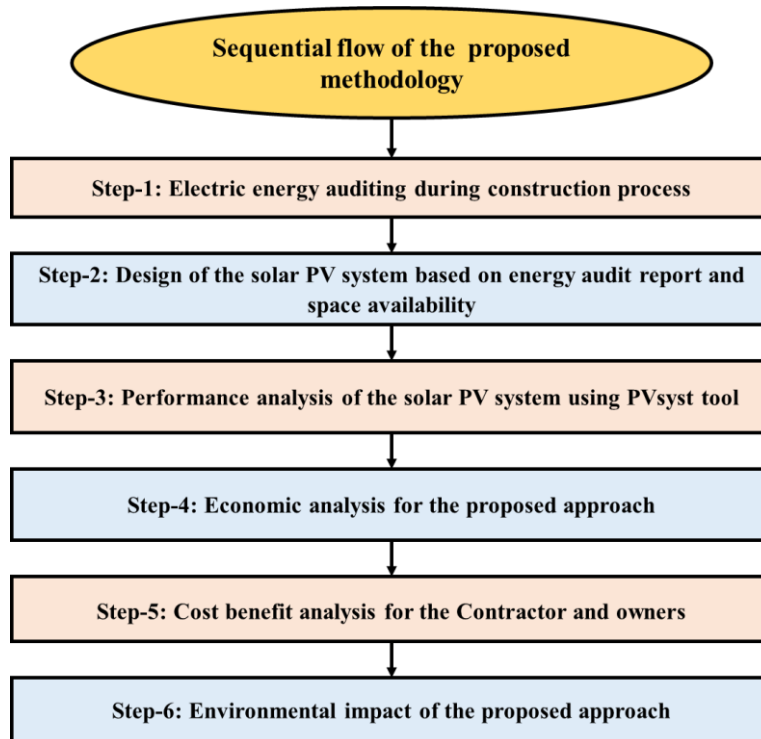 Sequential flow of the proposed
methodology
Step-1: Electric energy auditing during construction process
Step-2: Design of the solar PV system based on energy audit report and
space availability
Step-3: Performance analysis of the solar PV system using PVsyst tool
Step-4: Economic analysis for the proposed approach
Step-5: Cost benefit analysis for the Contractor and owners
Step-6: Environmental impact of the proposed approach